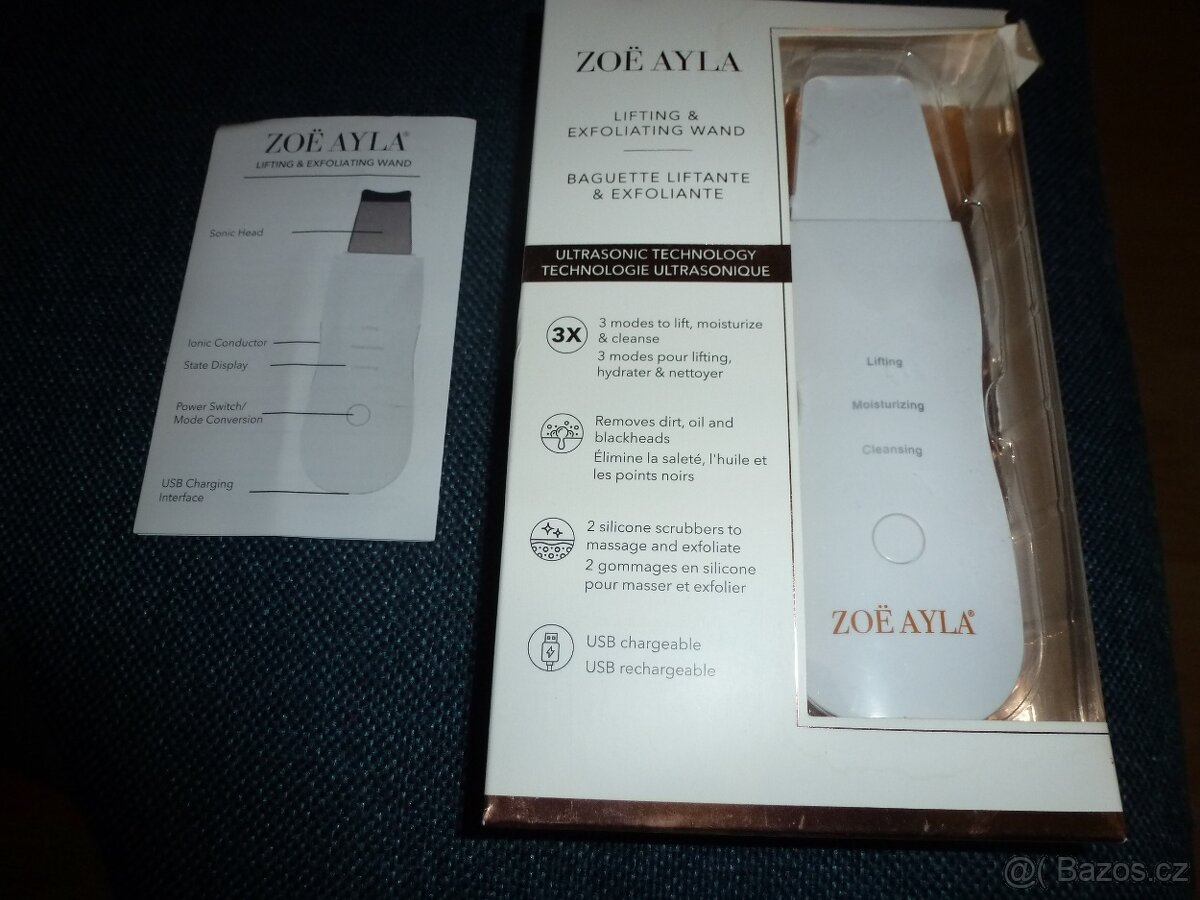 ZOË AYLA®
LIFTING & EXFOLIATING WAND
Sonic Head
Ionic Conductor
State Display
Power Switch/
Mode Conversion
USB Charging
Interface
ZOË AYLA
LIFTING &
EXFOLIATING WAND
BAGUETTE LIFTANTE
& EXFOLIANTE
ULTRASONIC TECHNOLOGY
TECHNOLOGIE ULTRASONIQUE
3X
3 modes to lift, moisturize
& cleanse
3 modes pour lifting,
hydrater & nettoyer
Removes dirt, oil and
blackheads
Élimine la saleté, l'huile et
les points noirs
2 silicone scrubbers to
massage and exfoliate
2 gommages en silicone
pour masser et exfolier
USB chargeable
USB rechargeable
Lifting
Moisturizing
Cleansing
ZOË AYLA®
@( Bazos.cz